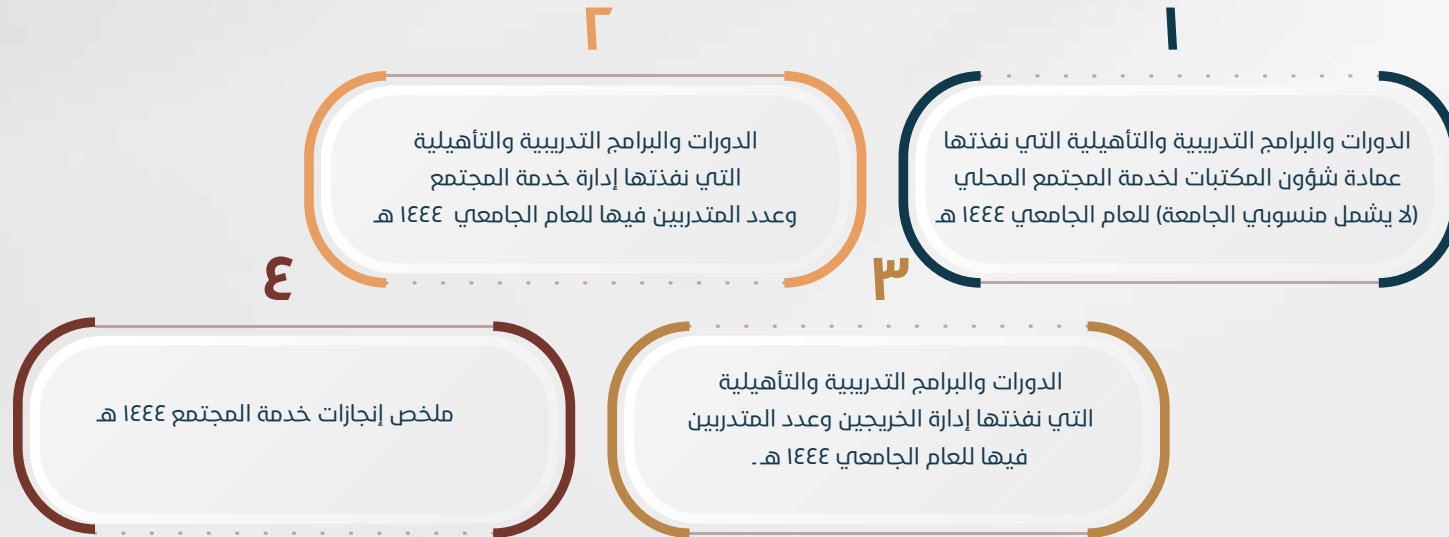 ١
الدورات والبرامج التدريبية والتأهيلية التي نفذتها
عمادة شؤون المكتبات لخدمة المجتمع المحلي
(لا يشمل منسوبي الجامعة) للعام الجامعي ١٤٤٤ هـ
٢
الدورات والبرامج التدريبية والتأهيلية
التي نفذتها إدارة خدمة المجتمع
وعدد المتدربين فيها للعام الجامعي ١٤٤٤ هـ
٣
الدورات والبرامج التدريبية والتأهيلية
التي نفذتها إدارة الخريجين وعدد المتدربين
فيها للعام الجامعي ١٤٤٤ هـ .
٤
ملخص إنجازات خدمة المجتمع ١٤٤٤ هـ